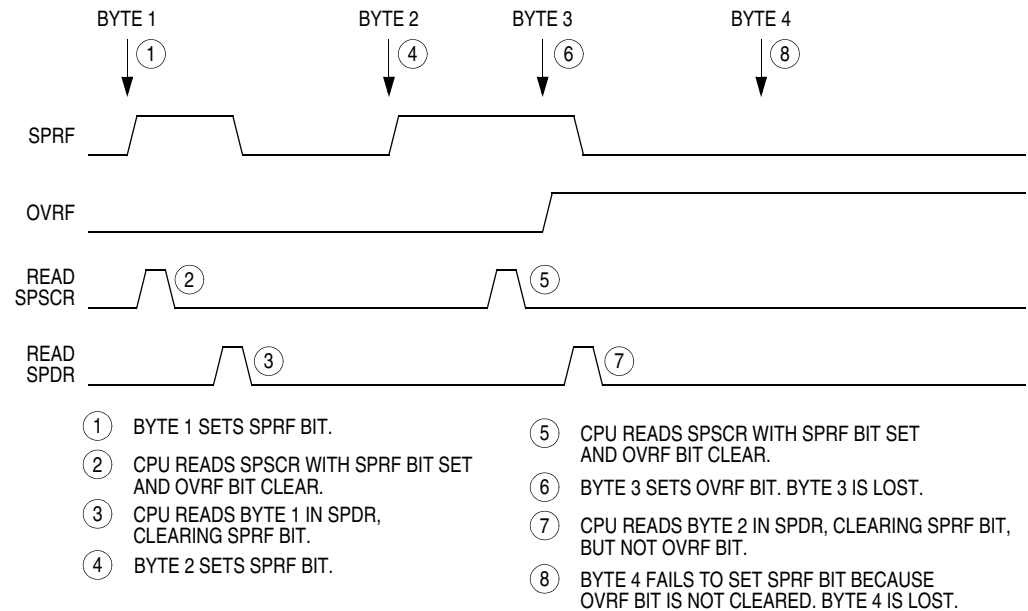 BYTE 1 BYTE 2 BYTE 3 BYTE 4
1 4 6 8
SPRF
OVRF
READ
SPSCR
2 5
READ
SPDR
3 7
1 BYTE 1 SETS SPRF BIT.
2 CPU READS SPSCR WITH SPRF BIT SET
AND OVRF BIT CLEAR.
3 CPU READS BYTE 1 IN SPDR,
CLEARING SPRF BIT.
4 BYTE 2 SETS SPRF BIT.
5 CPU READS SPSCR WITH SPRF BIT SET
AND OVRF BIT CLEAR.
6 BYTE 3 SETS OVRF BIT. BYTE 3 IS LOST.
7 CPU READS BYTE 2 IN SPDR, CLEARING SPRF BIT,
BUT NOT OVRF BIT.
8 BYTE 4 FAILS TO SET SPRF BIT BECAUSE
OVRF BIT IS NOT CLEARED. BYTE 4 IS LOST.